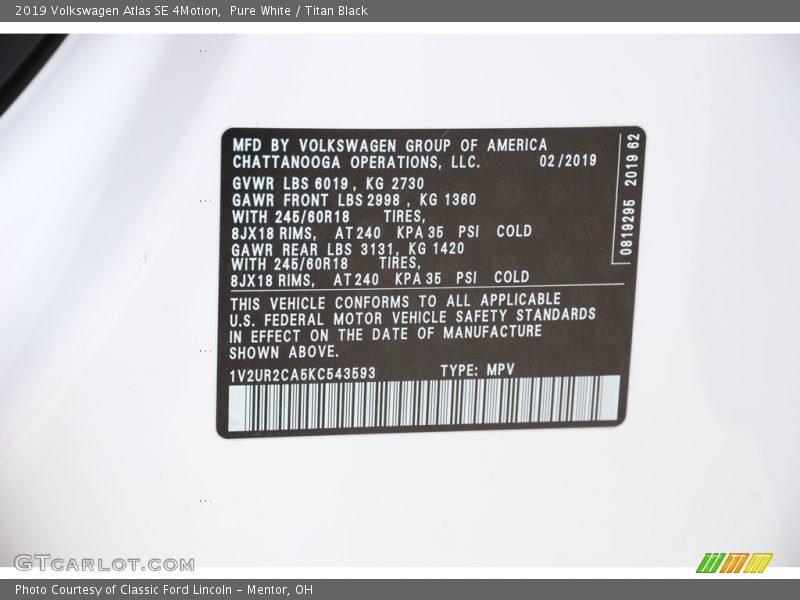 2019 Volkswagen Atlas SE 4Motion, Pure White / Titan Black
MFD BY VOLKSWAGEN GROUP OF AMERICA
CHATTANOOGA OPERATIONS, LLC. 02/2019
GVWR LBS 6019, KG 2730
GAWR FRONT LBS 2998, KG 1360
WITH 245/60R18 TIRES,
8JX18 RIMS, AT 240 KPA 35 PSI COLD
GAWR REAR LBS 3131, KG 1420
WITH 245/60R18 TIRES,
8JX18 RIMS, AT 240 KPA 35 PSI COLD
THIS VEHICLE CONFORMS TO ALL APPLICABLE
U.S. FEDERAL MOTOR VEHICLE SAFETY STANDARDS
IN EFFECT ON THE DATE OF MANUFACTURE
SHOWN ABOVE.
1V2UR2CA5KC543593 TYPE: MPV
0819295 2019 62
GTCARLOT.COM
Photo Courtesy of Classic Ford Lincoln - Mentor, OH